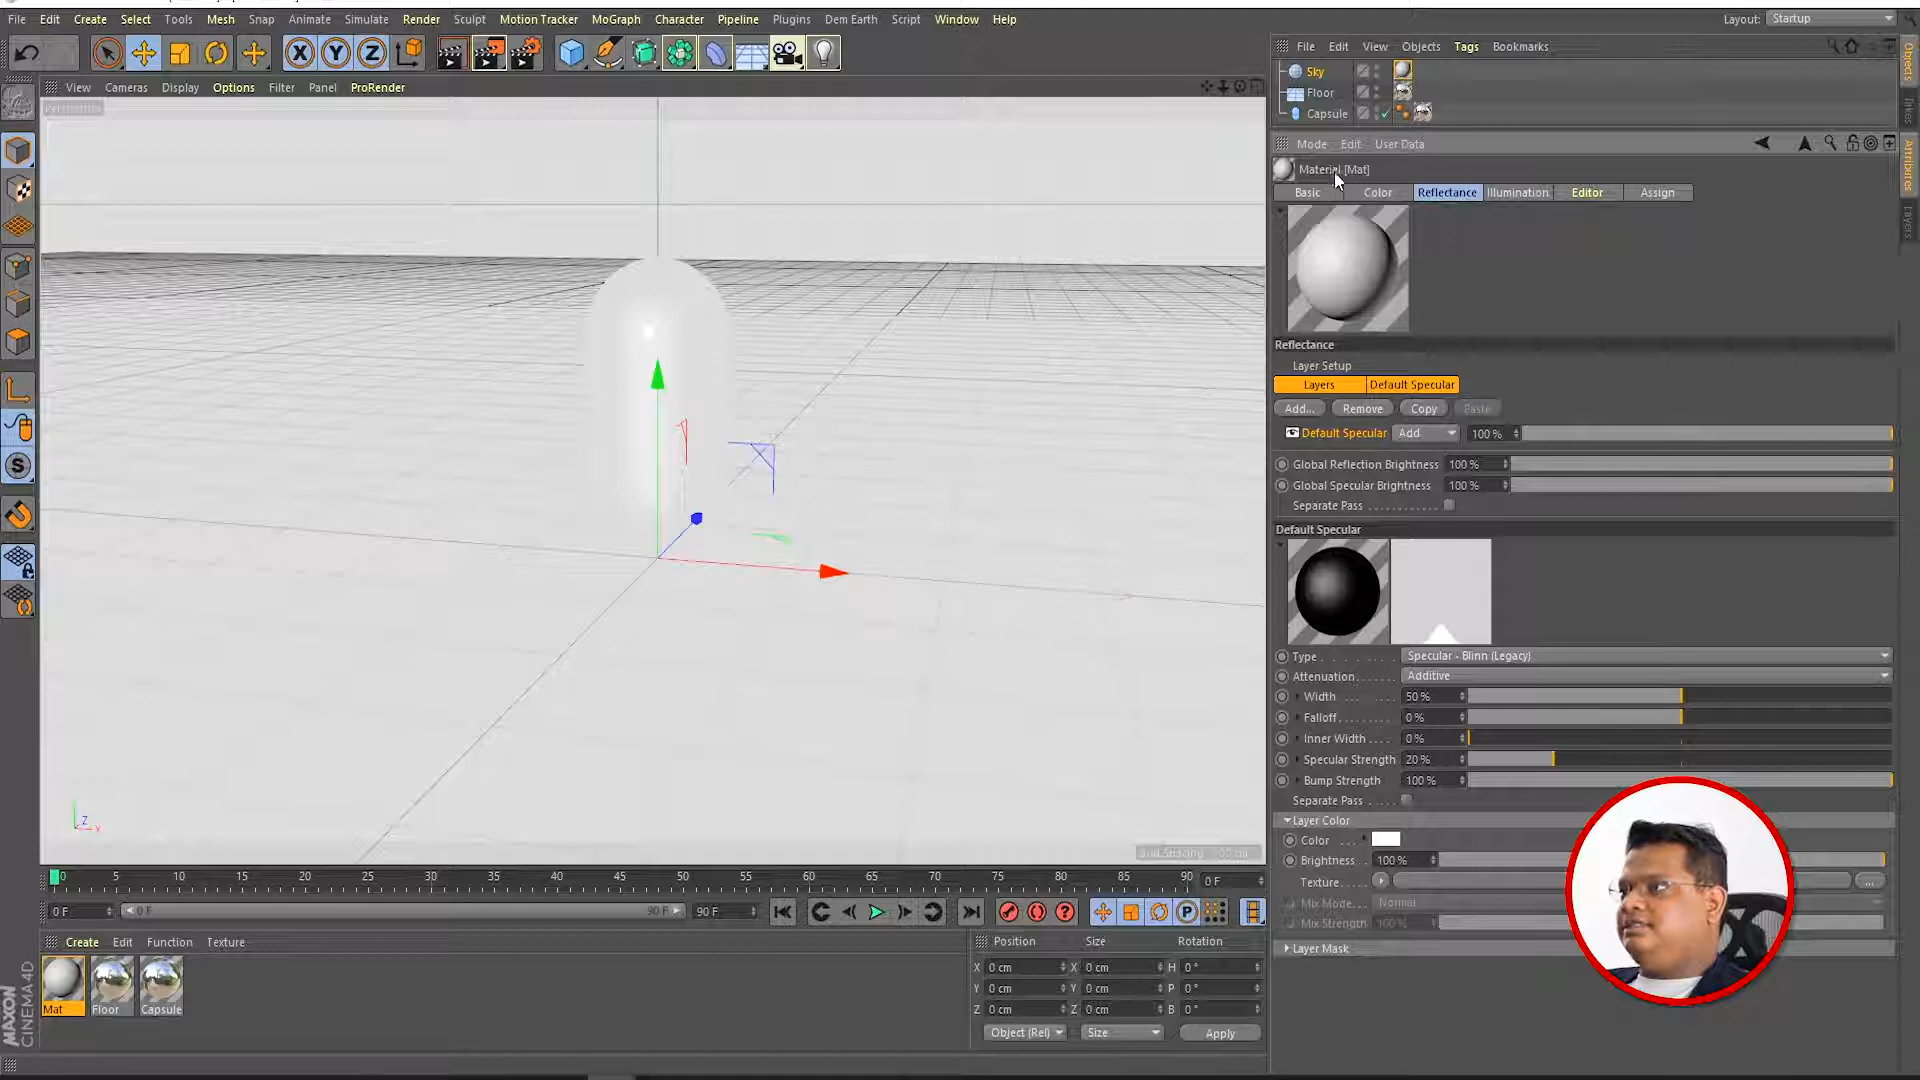 File Edit Create Select Tools Mesh Snap Animate Simulate Render Sculpt Motion Tracker MoGraph Character Pipeline Plugins Dem Earth Script Window Help
Layout: Startup
X Y Z
File Edit View Objects Tags Bookmarks
Sky
Floor
Capsule
Objects
Takes
Attributes
Layers
View Cameras Display Options Filter Panel ProRender
Mode Edit User Data
Material [Mat]
Basic Color Reflectance Illumination Editor Assign
Reflectance
Layer Setup
Layers Default Specular
Add... Remove Copy Paste
Default Specular Add 100 %
Global Reflection Brightness 100 %
Global Specular Brightness 100 %
Separate Pass
Default Specular
Type Specular - Blinn (Legacy)
Attenuation Additive
Width 50 %
Falloff 0 %
Inner Width 0 %
Specular Strength 20 %
Bump Strength 100 %
Separate Pass
Layer Color
Color
Brightness 100 %
Texture ...
Mix Mode Normal
Mix Strength 100 %
Layer Mask
S
Z
0 5 10 15 20 25 30 35 40 45 50 55 60 65 70 75 80 85 90 0 F
0 F 0 F 90 F 90 F P
Create Edit Function Texture
Mat Floor Capsule
MAXON
CINEMA 4D
Position Size Rotation
X 0 cm X 0 cm H 0 °
Y 0 cm Y 0 cm P 0 °
Z 0 cm Z 0 cm B 0 °
Object (Rel) Size Apply